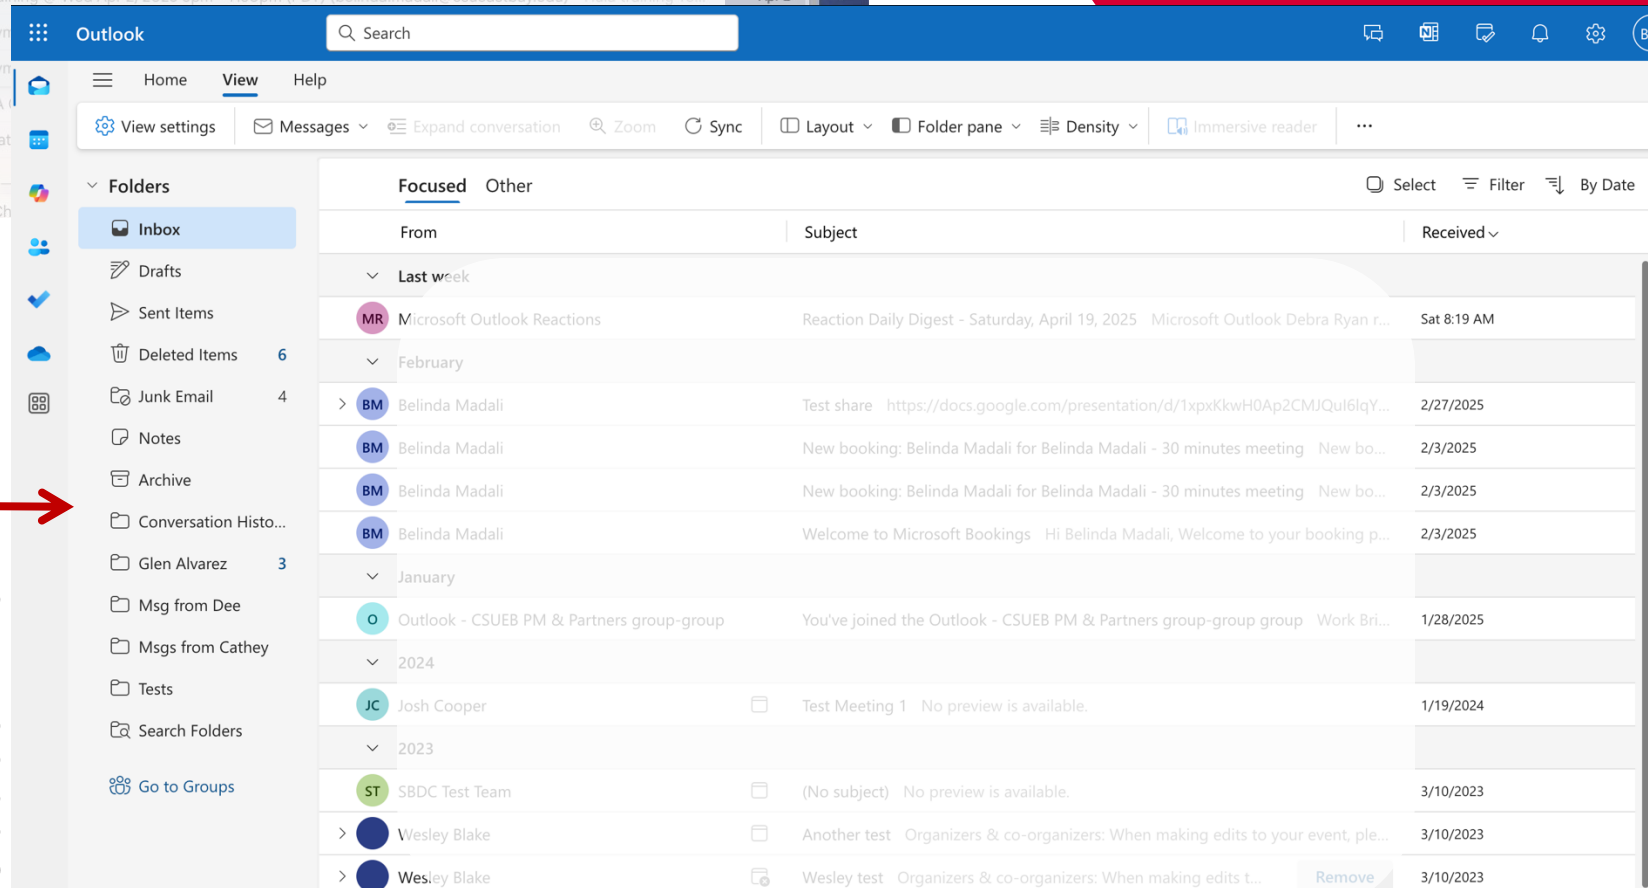 Outlook
Search
Home View Help
View settings Messages Expand conversation Zoom Sync Layout Folder pane Density Immersive reader ...
Folders
Inbox
Drafts
Sent Items
Deleted Items 6
Junk Email 4
Notes
Archive
Conversation Histo...
Glen Alvarez 3
Msg from Dee
Msgs from Cathey
Tests
Search Folders
Go to Groups
Focused Other Select Filter By Date
From Subject Received
Last week
MR Microsoft Outlook Reactions Reaction Daily Digest - Saturday, April 19, 2025 Microsoft Outlook Debra Ryan r... Sat 8:19 AM
February
BM Belinda Madali Test share https://docs.google.com/presentation/d/1xpxKkwH0Ap2CMJQuI6lqY... 2/27/2025
BM Belinda Madali New booking: Belinda Madali for Belinda Madali - 30 minutes meeting New bo... 2/3/2025
BM Belinda Madali New booking: Belinda Madali for Belinda Madali - 30 minutes meeting New bo... 2/3/2025
BM Belinda Madali Welcome to Microsoft Bookings Hi Belinda Madali, Welcome to your booking p... 2/3/2025
January
O Outlook - CSUEB PM & Partners group-group You've joined the Outlook - CSUEB PM & Partners group-group group Work Bri... 1/28/2025
2024
JC Josh Cooper Test Meeting 1 No preview is available. 1/19/2024
2023
ST SBDC Test Team (No subject) No preview is available. 3/10/2023
Wesley Blake Another test Organizers & co-organizers: When making edits to your event, ple... 3/10/2023
Wesley Blake Wesley test Organizers & co-organizers: When making edits t... Remove 3/10/2023